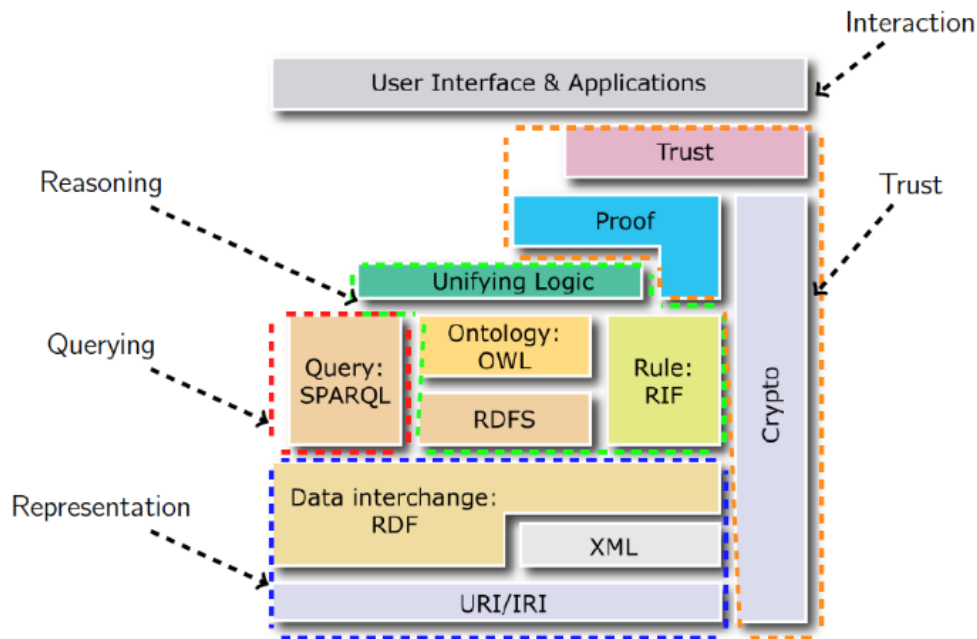 Interaction
User Interface & Applications
Trust
Reasoning
Trust
Proof
Unifying Logic
Querying
Query:
SPARQL
Ontology:
OWL
Rule:
RIF
RDFS
Crypto
Representation
Data interchange:
RDF
XML
URI/IRI